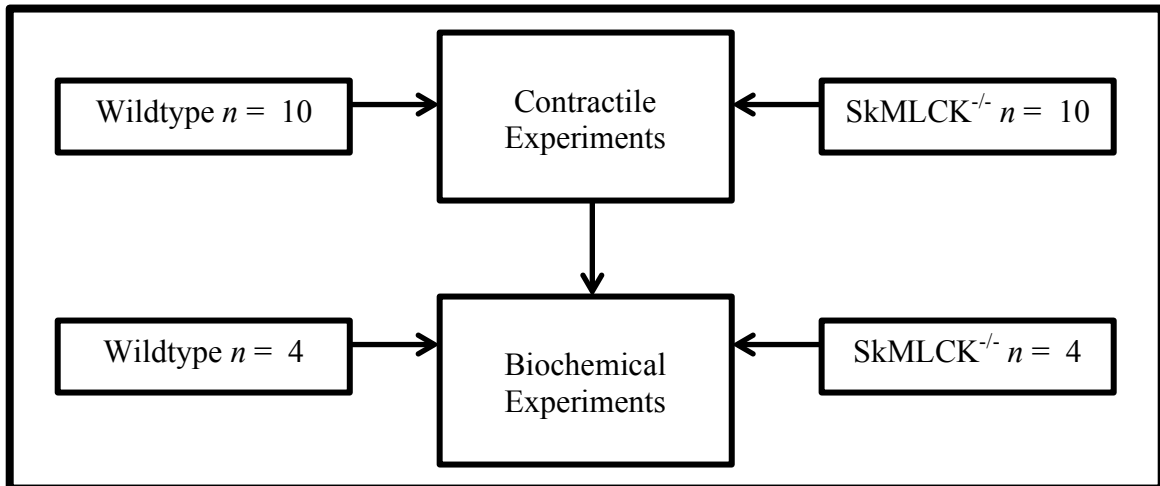 Wildtype n = 10
Contractile
Experiments
SkMLCK-/- n = 10
Wildtype n = 4
Biochemical
Experiments
SkMLCK-/- n = 4